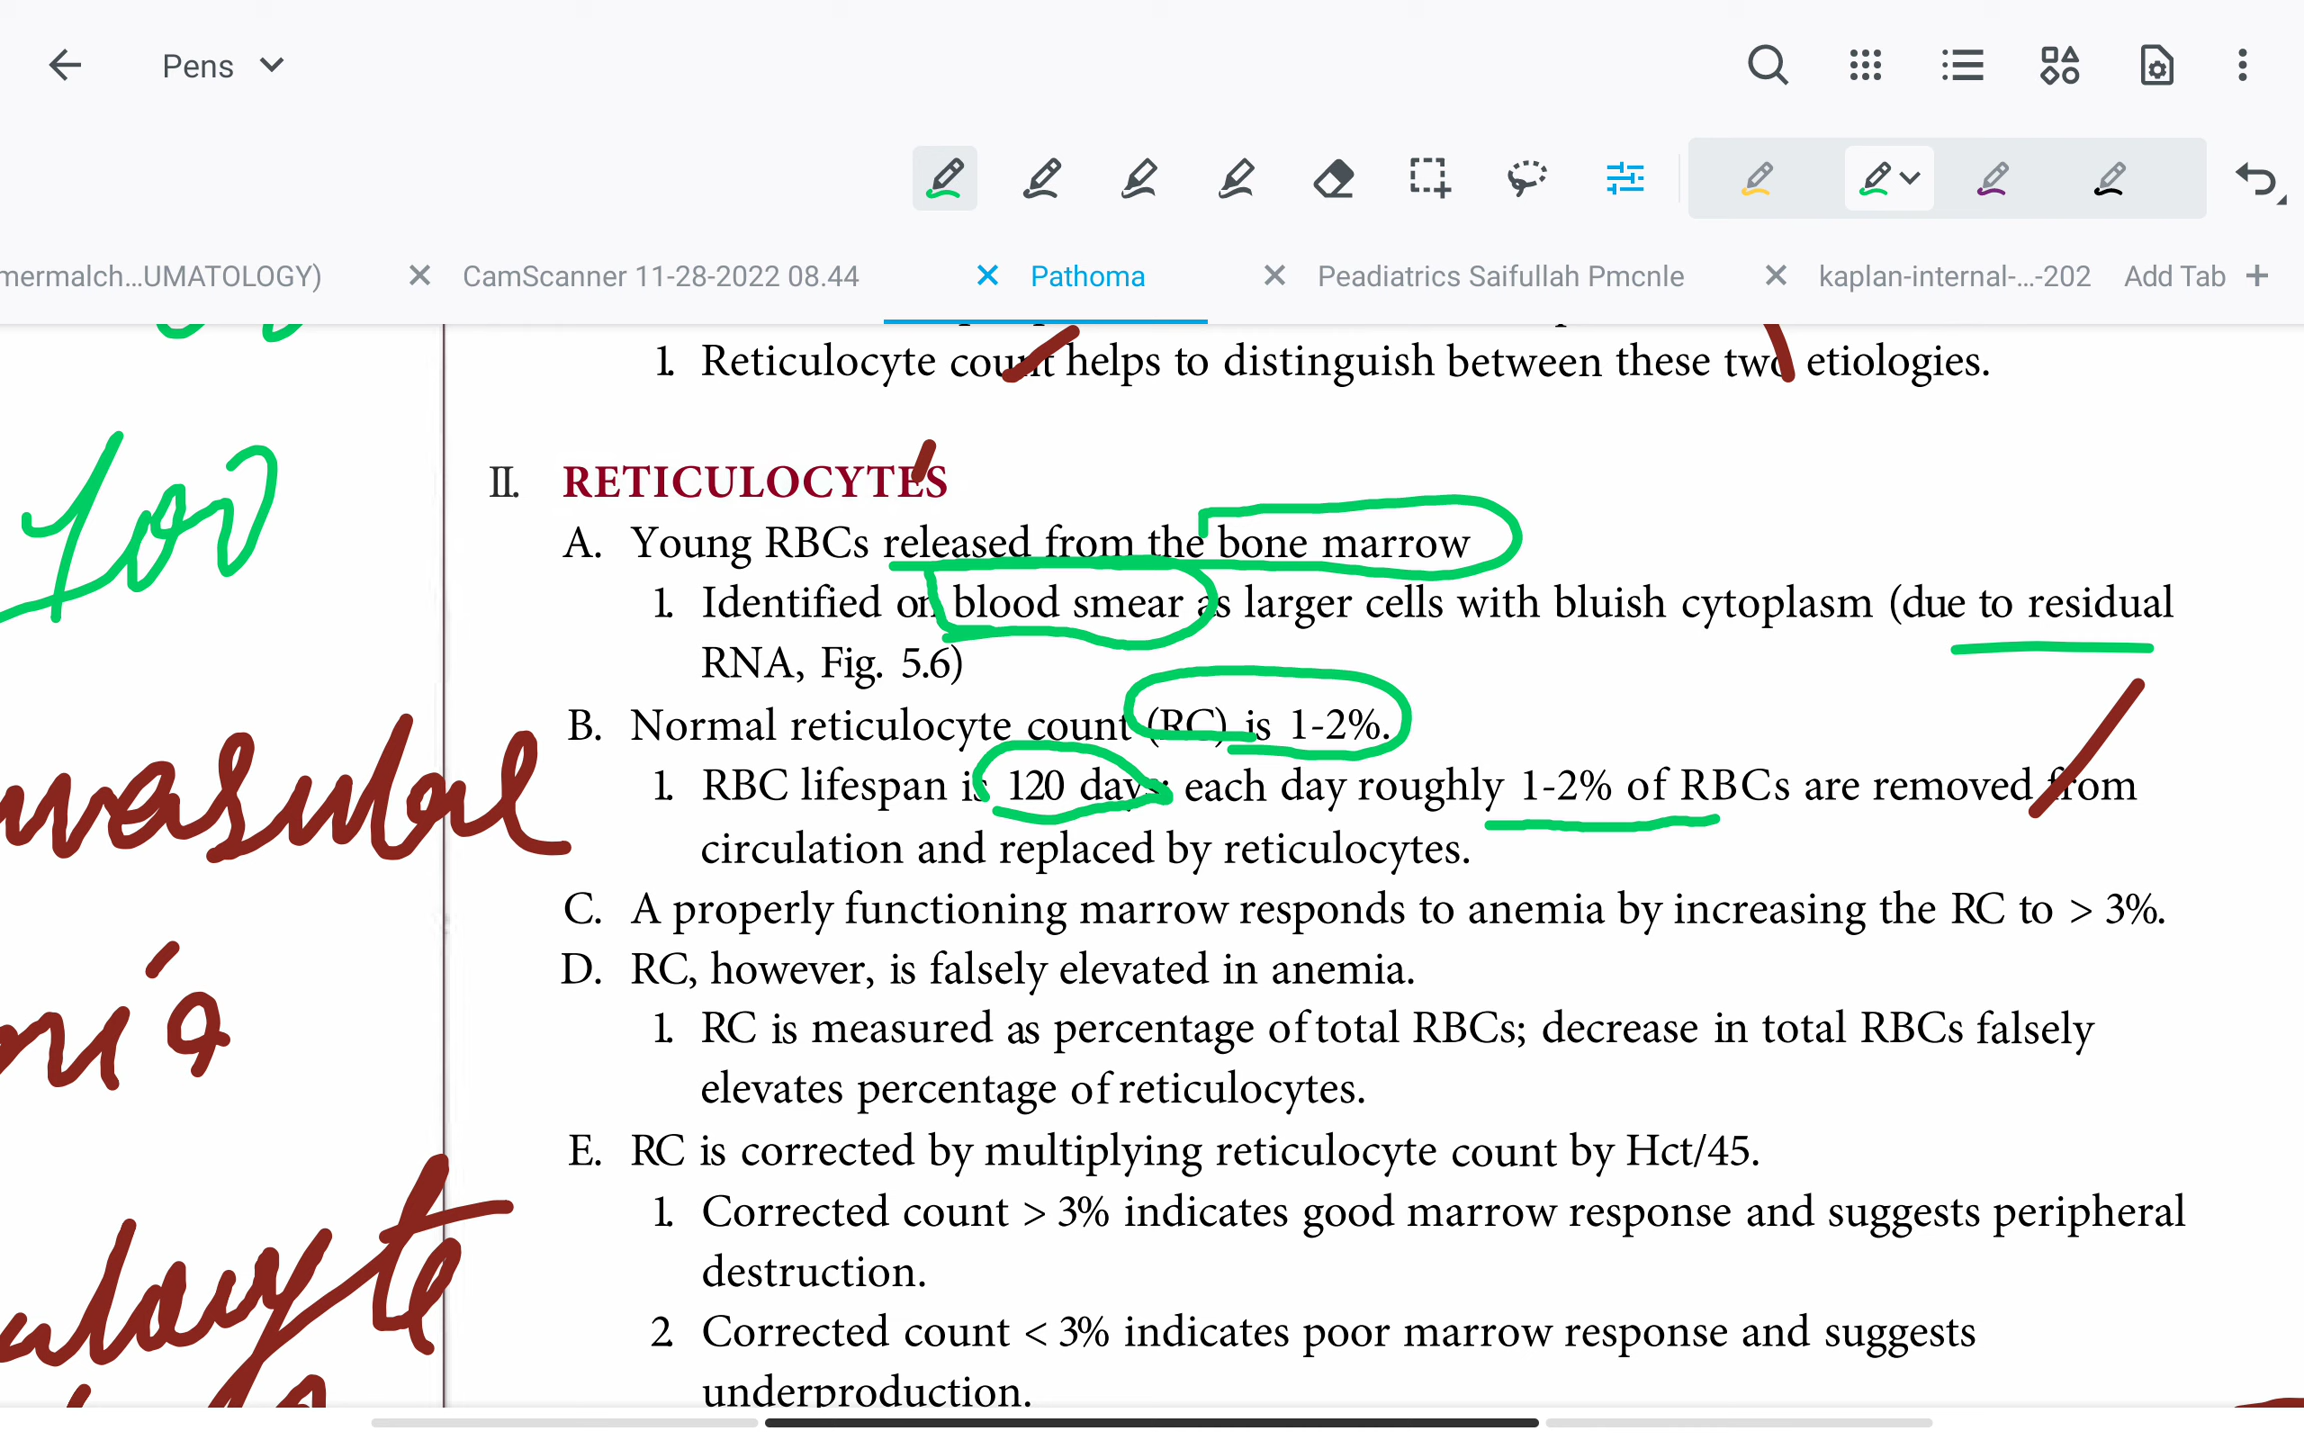 Pens
mermalch...UMATOLOGY)
CamScanner 11-28-2022 08.44
Pathoma
Peadiatrics Saifullah Pmcnle
kaplan-internal-...-202
Add Tab
1. Reticulocyte count helps to distinguish between these two etiologies.
II. RETICULOCYTES
A. Young RBCs released from the bone marrow
1. Identified on blood smear as larger cells with bluish cytoplasm (due to residual
RNA, Fig. 5.6)
B. Normal reticulocyte count (RC) is 1-2%.
1. RBC lifespan is 120 days; each day roughly 1-2% of RBCs are removed from
circulation and replaced by reticulocytes.
C. A properly functioning marrow responds to anemia by increasing the RC to > 3%.
D. RC, however, is falsely elevated in anemia.
1. RC is measured as percentage of total RBCs; decrease in total RBCs falsely
elevates percentage of reticulocytes.
E. RC is corrected by multiplying reticulocyte count by Hct/45.
1. Corrected count > 3% indicates good marrow response and suggests peripheral
destruction.
2. Corrected count < 3% indicates poor marrow response and suggests
underproduction.